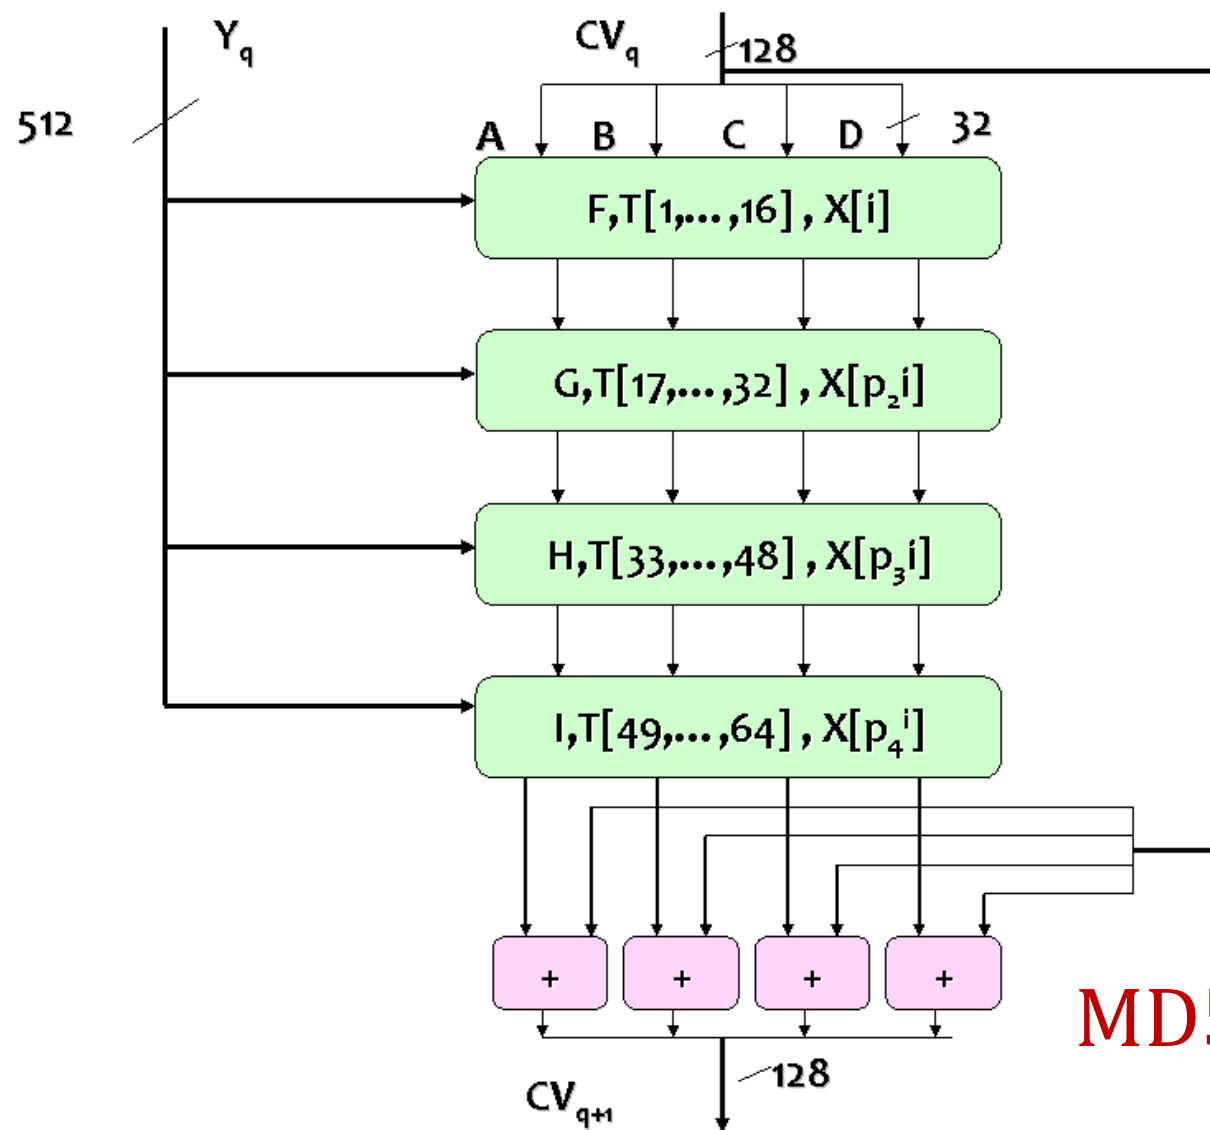 Yq
CVq
128
512
A B C D 32
F,T[1,...,16] , X[i]
G,T[17,...,32] , X[p₂i]
H,T[33,...,48] , X[p₃i]
I,T[49,...,64] , X[p₄ⁱ]
+ + + +
MD5
128
CVq+1